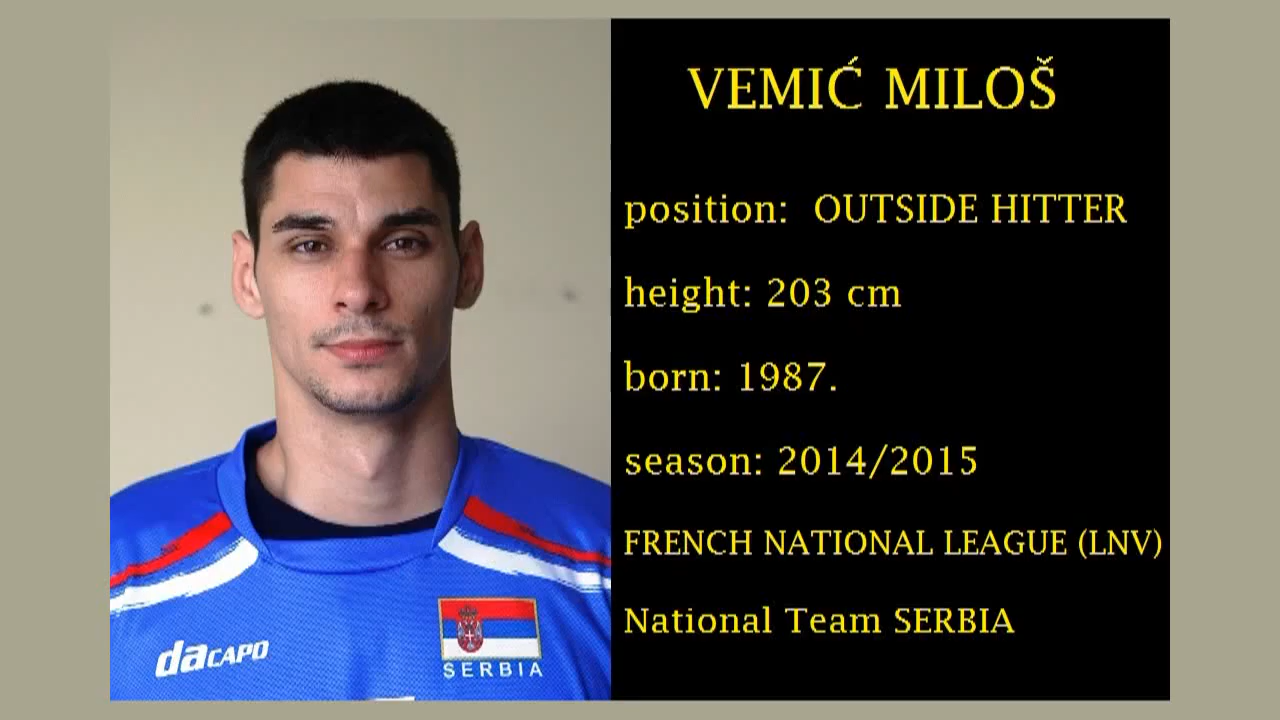 VEMIĆ MILOŠ
position: OUTSIDE HITTER
height: 203 cm
born: 1987.
season: 2014/2015
FRENCH NATIONAL LEAGUE (LNV)
National Team SERBIA
daCAPO
SERBIA